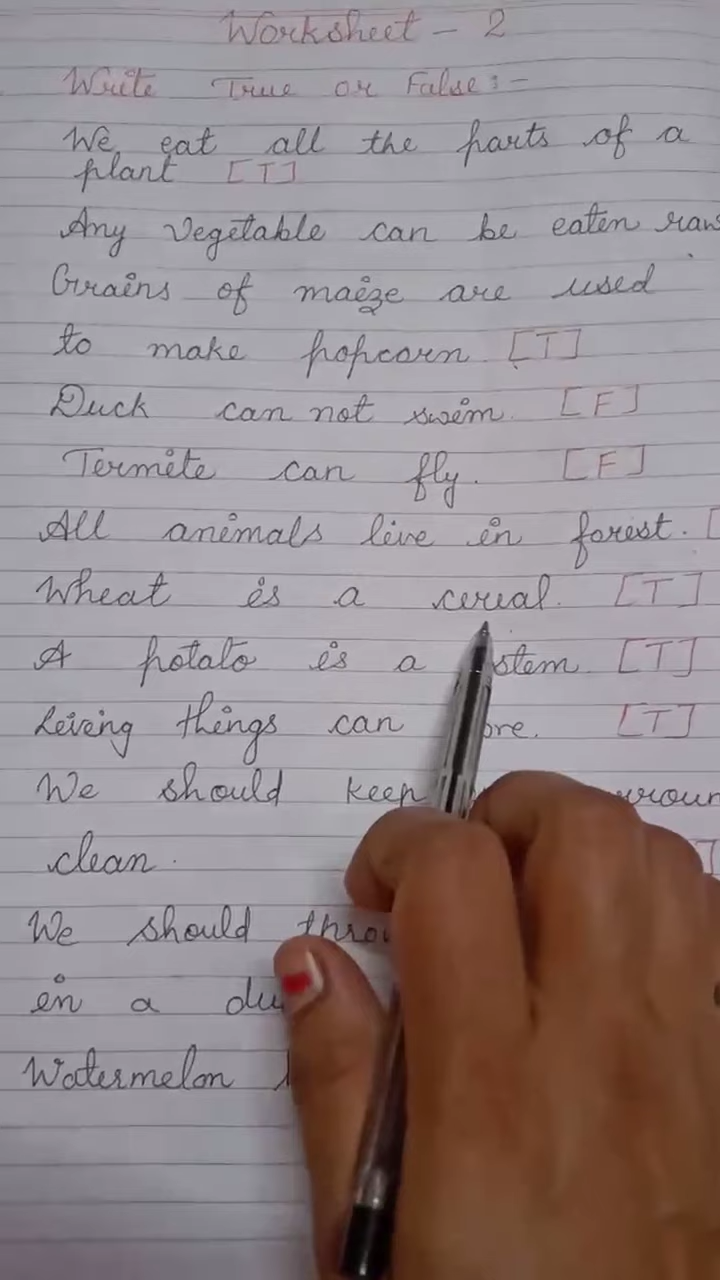 Worksheet - 2
Write True or False:-
We eat all the parts of a
plant [T]
Any vegetable can be eaten raw
Grains of maize are used
to make popcorn. [T]
Duck can not swim. [F]
Termite can fly. [F]
All animals live in forest. [
Wheat is a cereal. [T]
A potato is a stem. [T]
Living things can [T]
We should keep
clean.
We should
in a
Watermelon